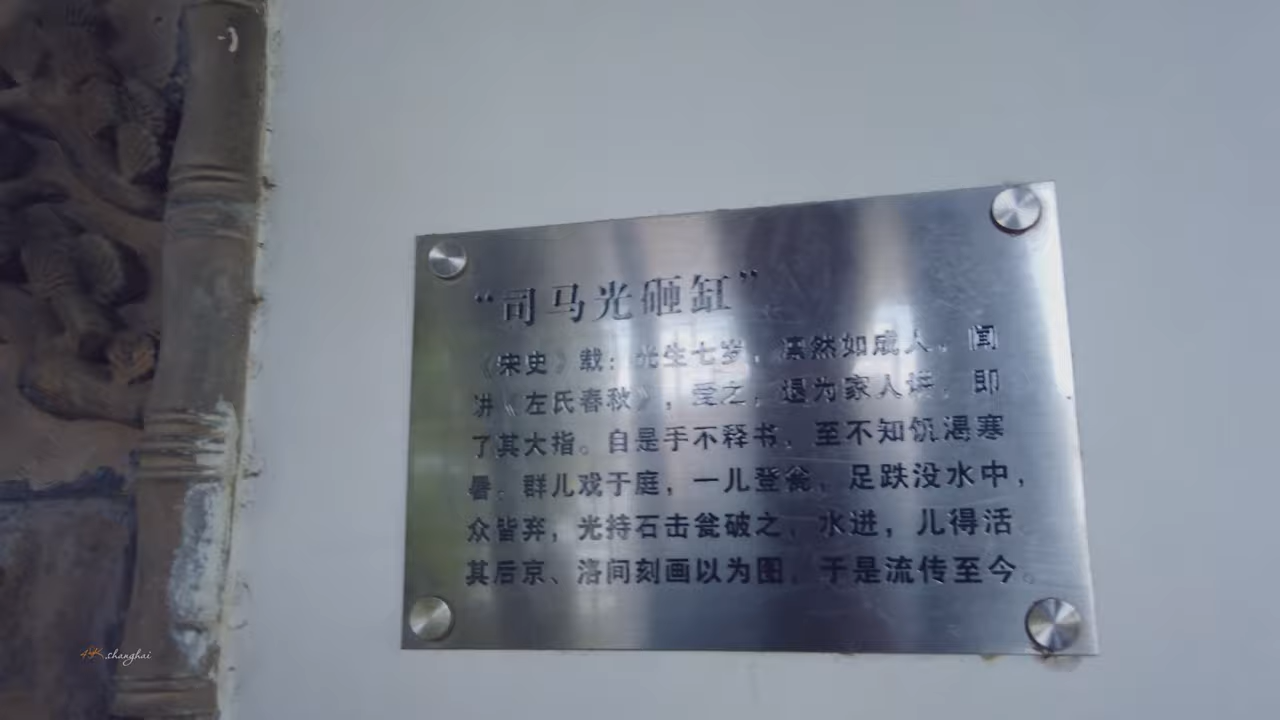 “司马光砸缸”
《宋史》载：光生七岁，凛然如成人，闻
讲《左氏春秋》，爱之，退为家人讲，即
了其大指。自是手不释书，至不知饥渴寒
暑。群儿戏于庭，一儿登瓮，足跌没水中，
众皆弃，光持石击瓮破之，水迸，儿得活。
其后京、洛间刻画以为图，于是流传至今。
4K.shanghai